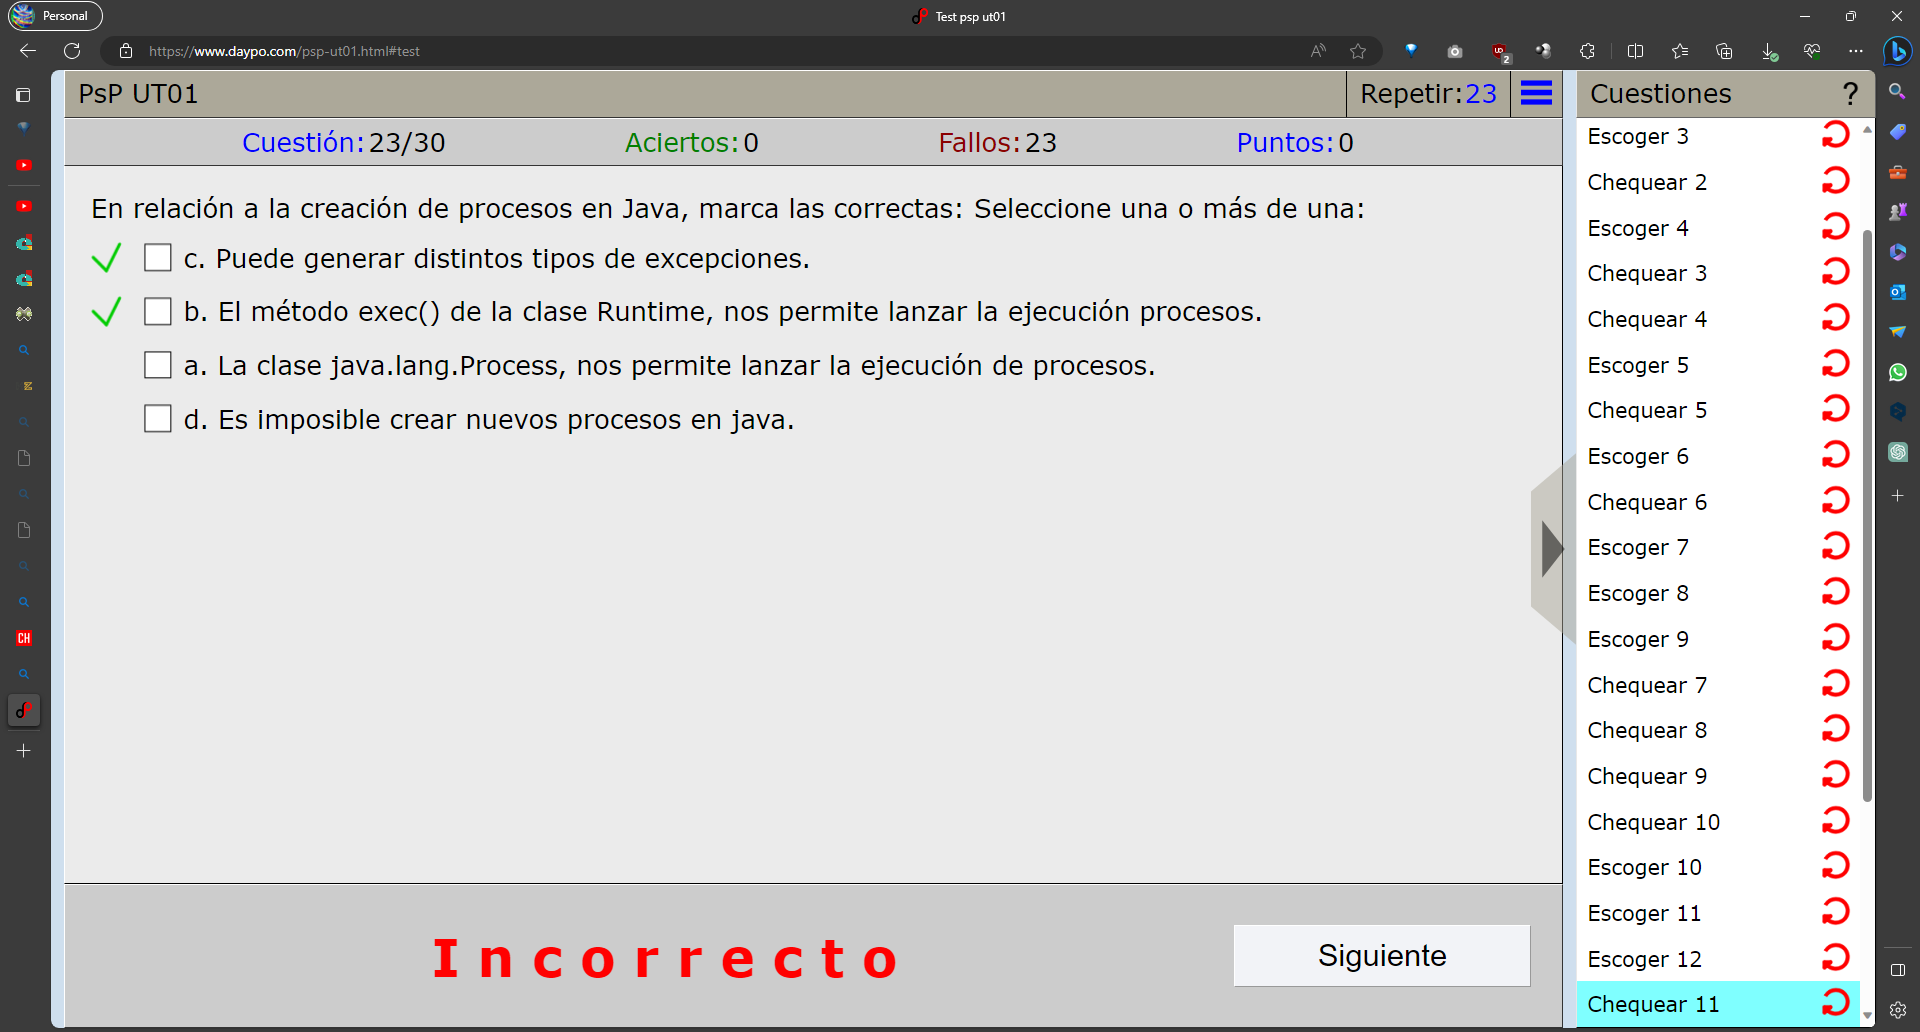 Personal
Test psp ut01
https://www.daypo.com/psp-ut01.html#test
PsP UT01
Repetir:23
Cuestiones
?
Cuestión:23/30
Aciertos:0
Fallos:23
Puntos:0
En relación a la creación de procesos en Java, marca las correctas: Seleccione una o más de una:
c. Puede generar distintos tipos de excepciones.
b. El método exec() de la clase Runtime, nos permite lanzar la ejecución procesos.
a. La clase java.lang.Process, nos permite lanzar la ejecución de procesos.
d. Es imposible crear nuevos procesos en java.
Incorrecto
Siguiente
Escoger 3
Chequear 2
Escoger 4
Chequear 3
Chequear 4
Escoger 5
Chequear 5
Escoger 6
Chequear 6
Escoger 7
Escoger 8
Escoger 9
Chequear 7
Chequear 8
Chequear 9
Chequear 10
Escoger 10
Escoger 11
Escoger 12
Chequear 11
CH
2